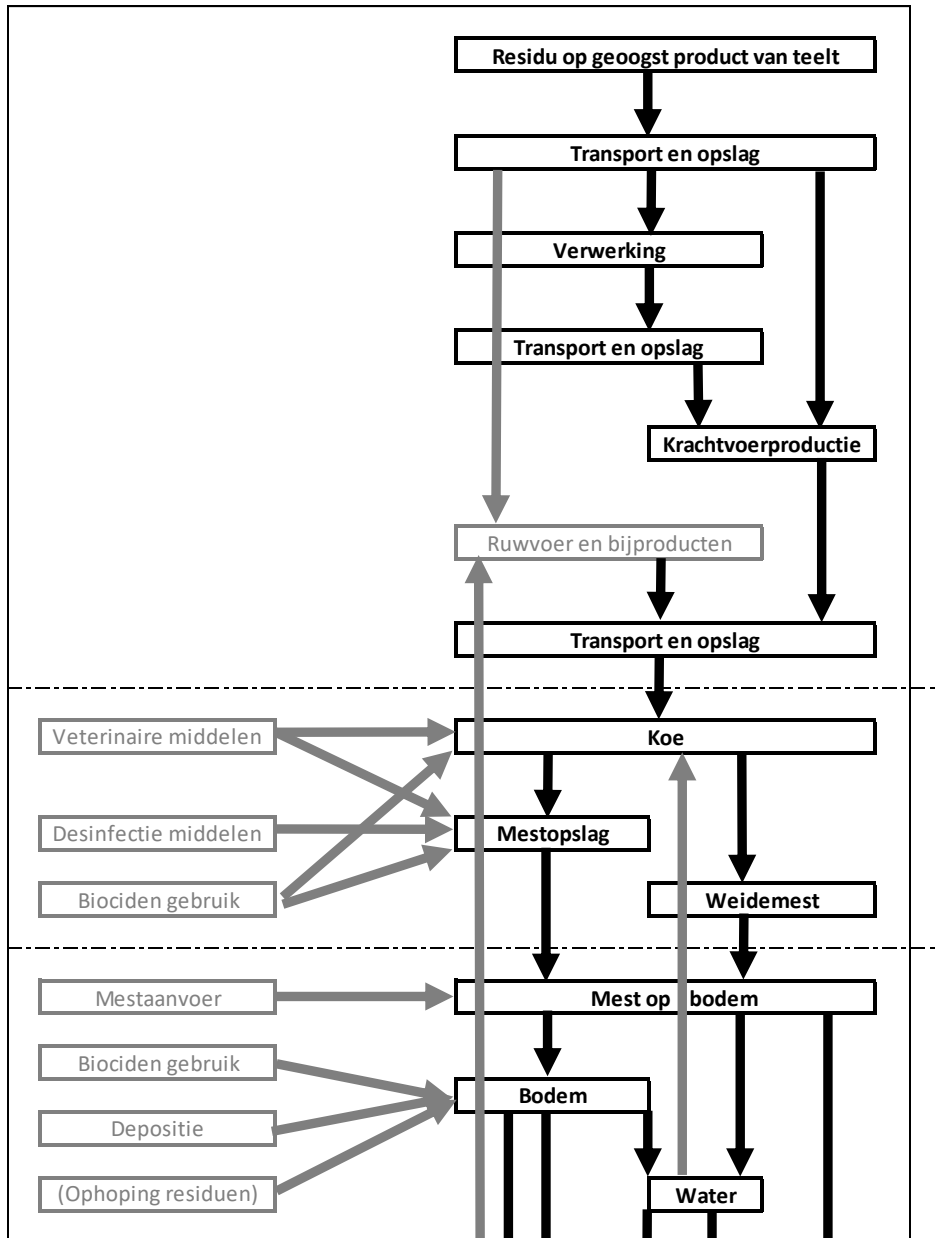 Residu op geoogst product van teelt
Transport en opslag
Verwerking
Transport en opslag
Krachtvoerproductie
Ruwvoer en bijproducten
Transport en opslag
Veterinaire middelen
Koe
Desinfectie middelen
Mestopslag
Biociden gebruik
Weidemest
Mestaanvoer
Mest op bodem
Biociden gebruik
Bodem
Depositie
(Ophoping residuen)
Water